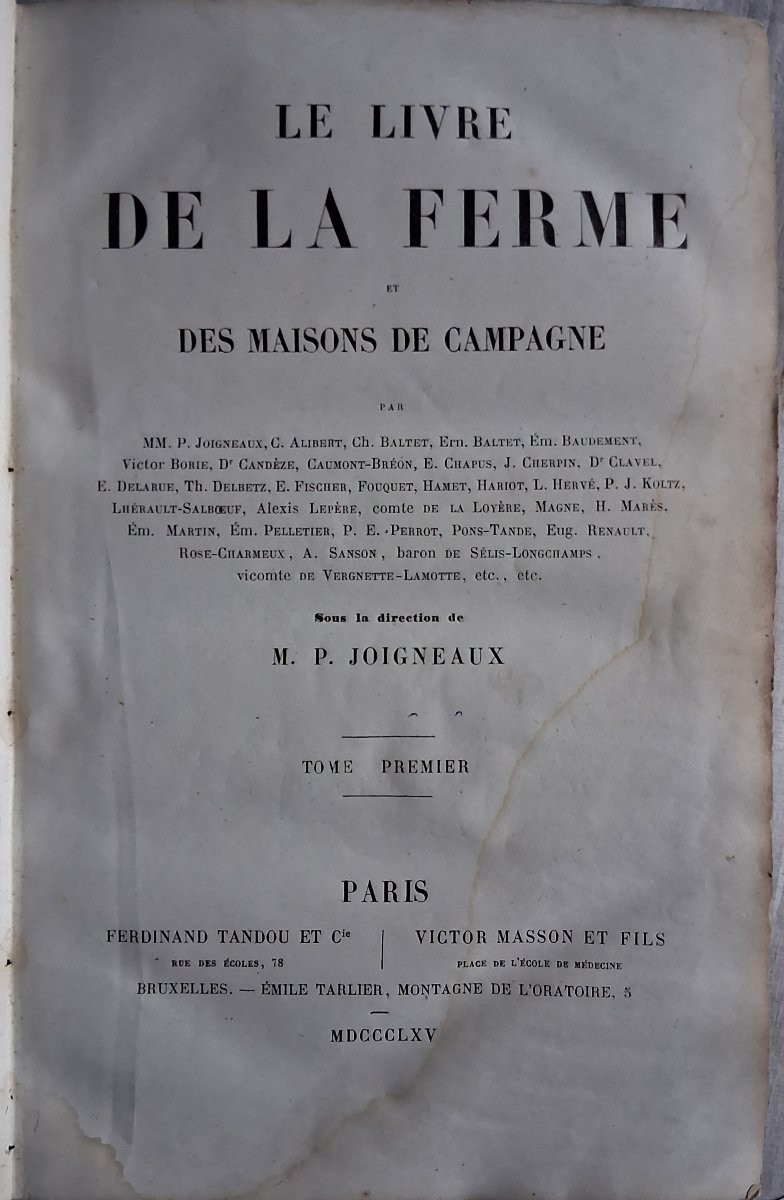 LE LIVRE
DE LA FERME
ET
DES MAISONS DE CAMPAGNE
PAR
MM. P. JOIGNEAUX, C. ALIBERT, Ch. BALTET, Ern. BALTET, Ém. BAUDEMENT,
Victor BORIE, Dr CANDÈZE, CAUMONT-BRÉON, E. CHAPUS, J. CHERPIN, Dr CLAVEL,
E. DELARUE, Th. DELBETZ, E. FISCHER, FOUQUET, HAMET, HARIOT, L. HERVÉ, P. J. KOLTZ,
LHÉRAULT-SALBŒUF, Alexis LEPÈRE, comte DE LA LOYÈRE, MAGNE, H. MARÈS,
Ém. MARTIN, Ém. PELLETIER, P. E. PERROT, PONS-TANDE, Eug. RENAULT,
ROSE-CHARMEUX, A. SANSON, baron DE SÉLIS-LONGCHAMPS,
vicomte DE VERGNETTE-LAMOTTE, etc., etc.
Sous la direction de
M. P. JOIGNEAUX
TOME PREMIER
PARIS
FERDINAND TANDOU ET Cie
RUE DES ÉCOLES, 78
VICTOR MASSON ET FILS
PLACE DE L'ÉCOLE DE MÉDECINE
BRUXELLES. — ÉMILE TARLIER, MONTAGNE DE L'ORATOIRE, 5
MDCCCLXV